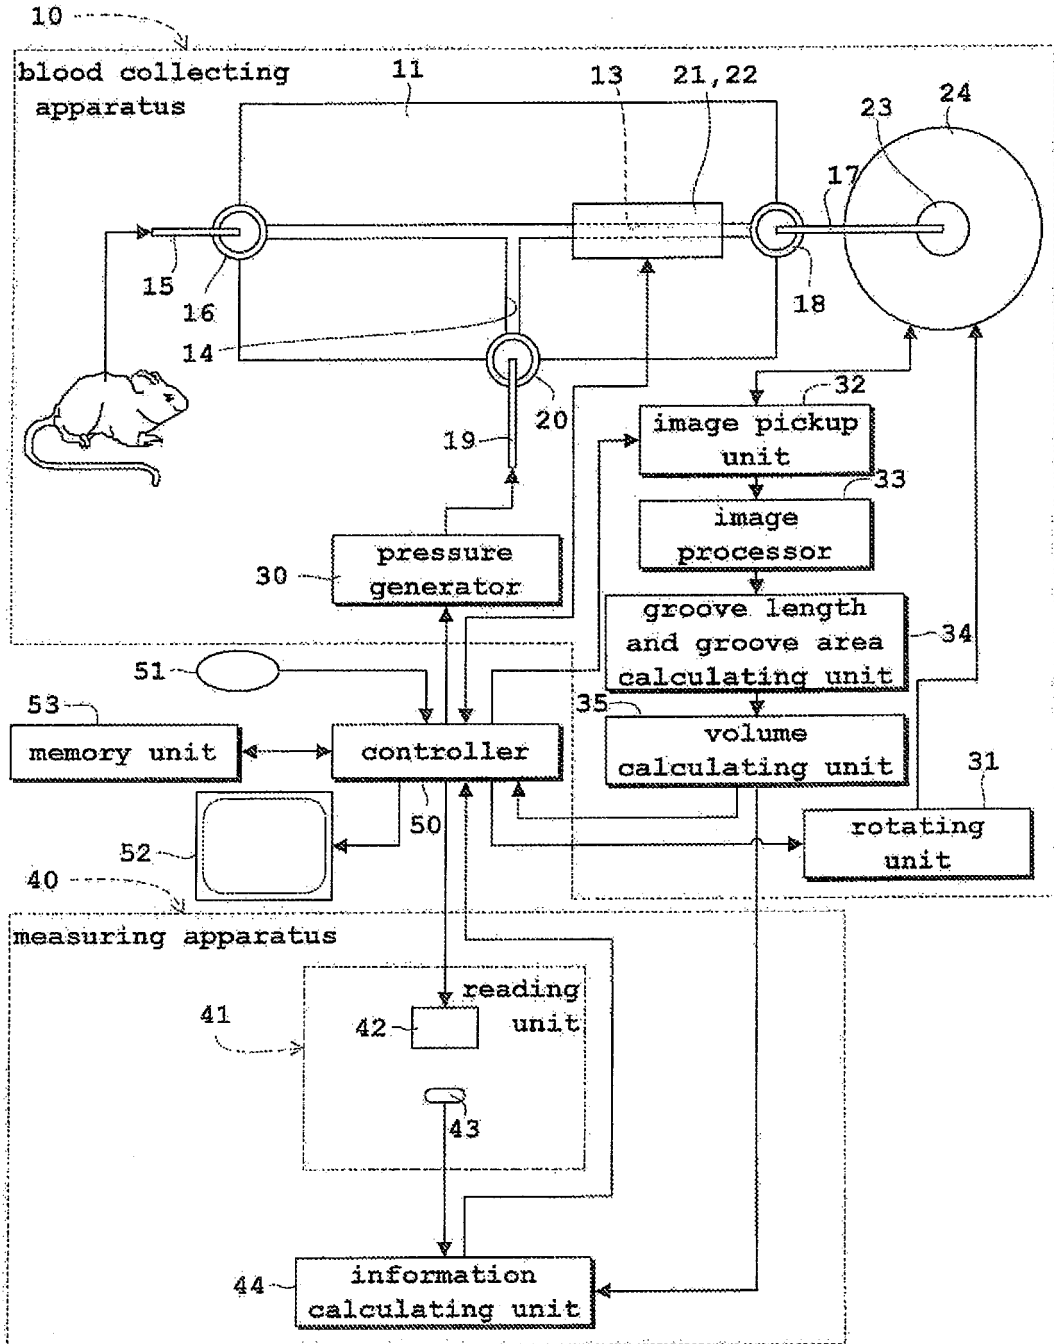 10
blood collecting
apparatus
11
13
21,22
24
23
17
15
16
18
14
20
19
32
image pickup
unit
33
image
processor
pressure
generator
30
groove length
and groove area
calculating unit
34
51
35
53
volume
calculating unit
memory unit
controller
31
50
rotating
unit
52
40
measuring apparatus
reading
unit
41
42
43
information
calculating unit
44